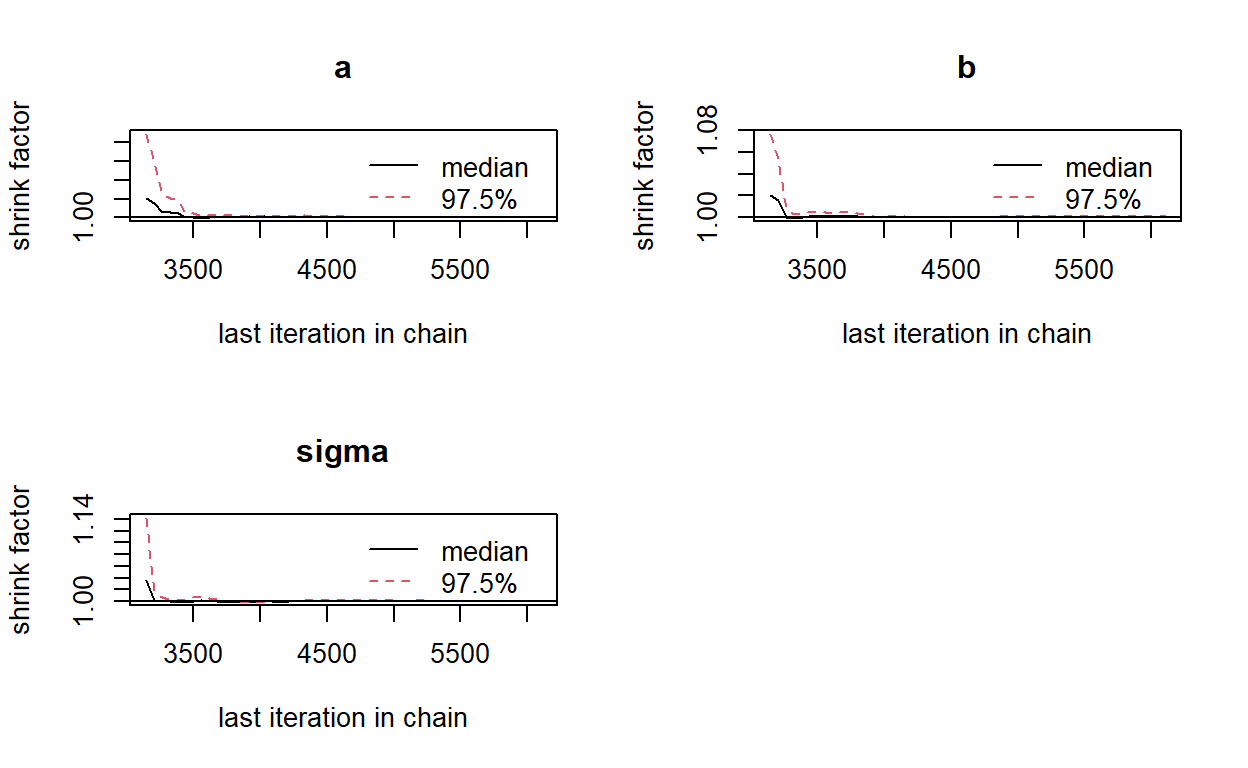 a
shrink factor
1.00
median
97.5%
3500 4500 5500
last iteration in chain
b
shrink factor
1.00 1.08
median
97.5%
3500 4500 5500
last iteration in chain
sigma
shrink factor
1.00 1.14
median
97.5%
3500 4500 5500
last iteration in chain